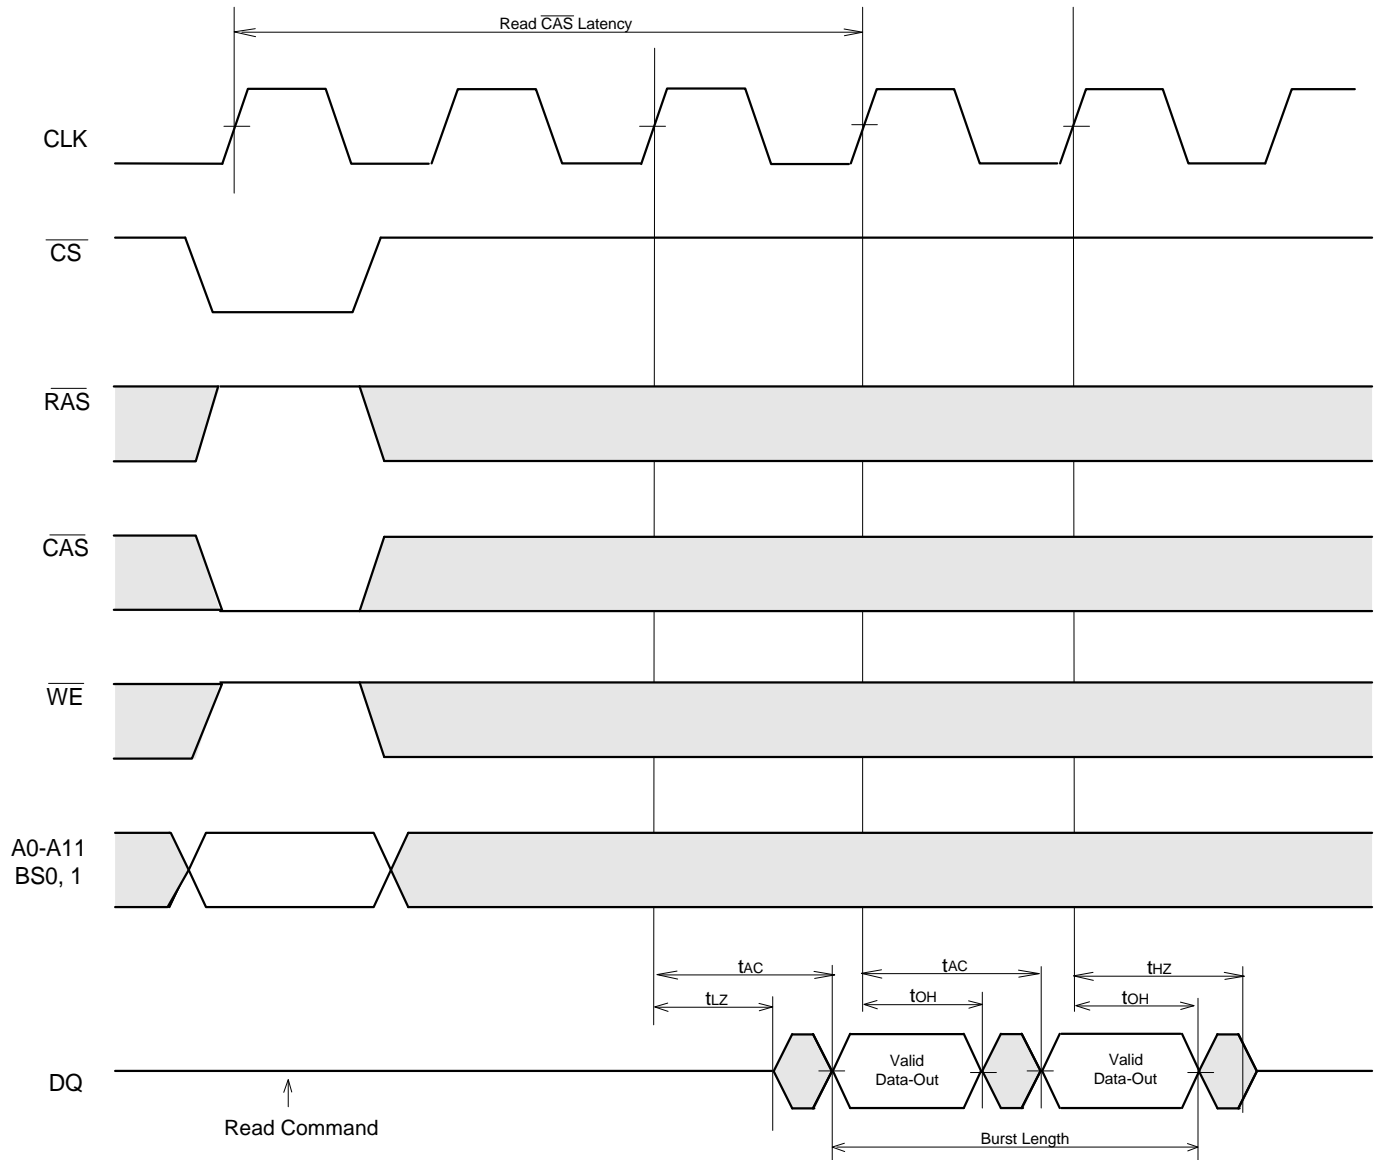 Read CAS Latency
CLK
CS
RAS
CAS
WE
A0-A11
BS0, 1
tAC
tAC
tHZ
tLZ
tOH
tOH
DQ
Valid
Data-Out
Valid
Data-Out
Read Command
Burst Length